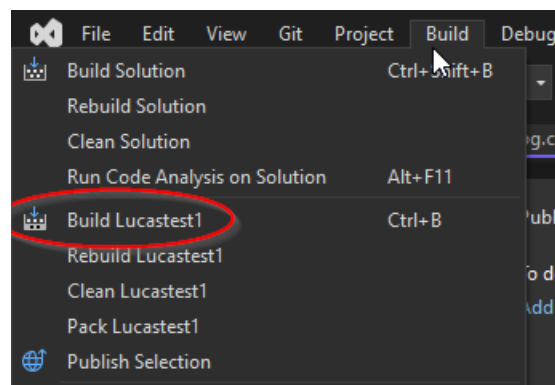 File Edit View Git Project Build Debug
Build Solution Ctrl+Shift+B
Rebuild Solution
Clean Solution
Run Code Analysis on Solution Alt+F11
Build Lucastest1 Ctrl+B
Rebuild Lucastest1
Clean Lucastest1
Pack Lucastest1
Publish Selection